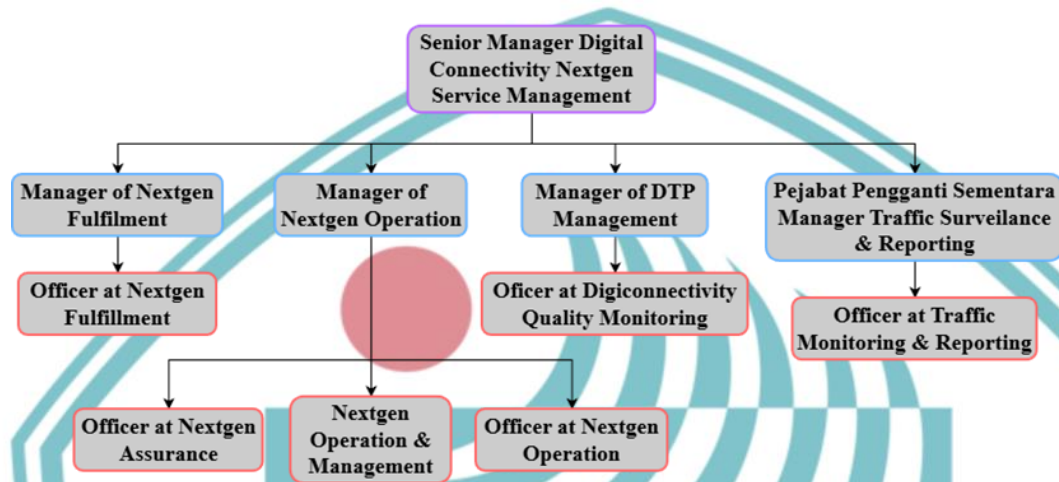 Senior Manager Digital
Connectivity Nextgen
Service Management
Manager of Nextgen
Fulfilment
Manager of
Nextgen Operation
Manager of DTP
Management
Pejabat Pengganti Sementara
Manager Traffic Surveilance
& Reporting
Officer at Nextgen
Fulfillment
Oficer at Digiconnectivity
Quality Monitoring
Officer at Traffic
Monitoring & Reporting
Officer at Nextgen
Assurance
Nextgen
Operation &
Management
Officer at Nextgen
Operation